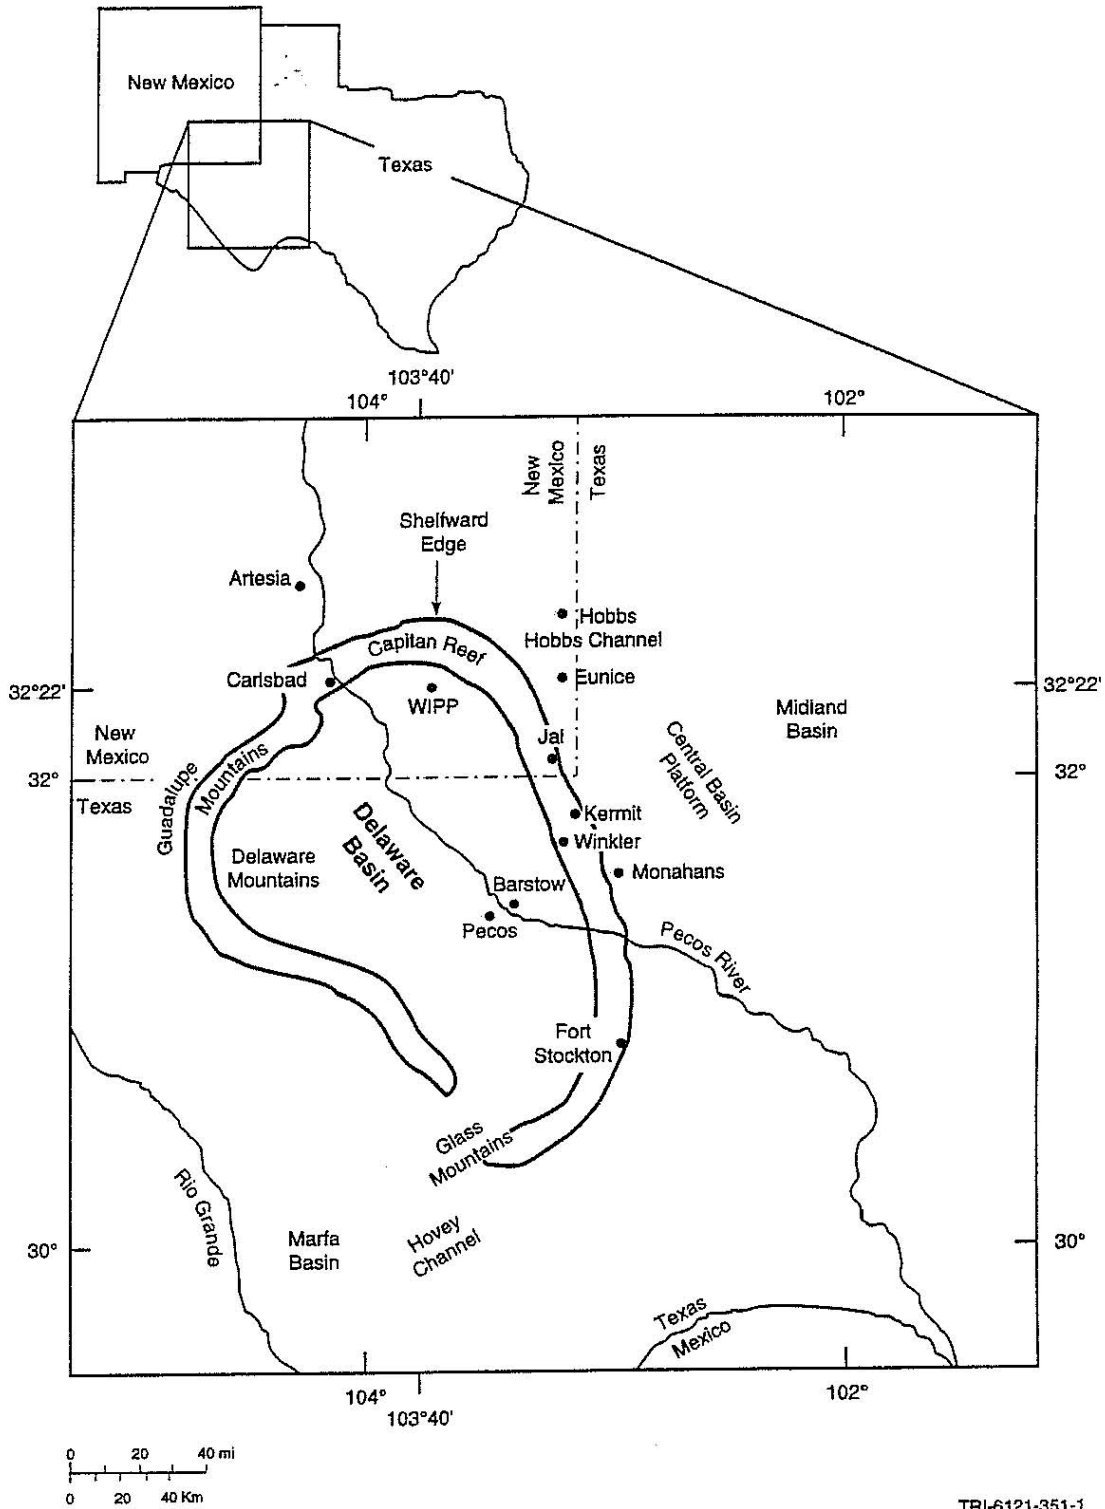 New Mexico
Texas
103°40'
104°
102°
New
Mexico
Texas
Shelfward
Edge
Artesia
Hobbs
Hobbs Channel
Capitan Reef
Carlsbad
WIPP
Eunice
32°22'
32°22'
Midland
Basin
Jal
Central Basin
Platform
New
Mexico
32°
32°
Texas
Guadalupe
Mountains
Kermit
Winkler
Delaware
Basin
Delaware
Mountains
Monahans
Barstow
Pecos
Pecos River
Fort
Stockton
Glass
Mountains
Rio Grande
Marfa
Basin
Hovey
Channel
30°
30°
Texas
Mexico
104°
103°40'
102°
0 20 40 mi
0 20 40 Km
TRI-6121-351-1